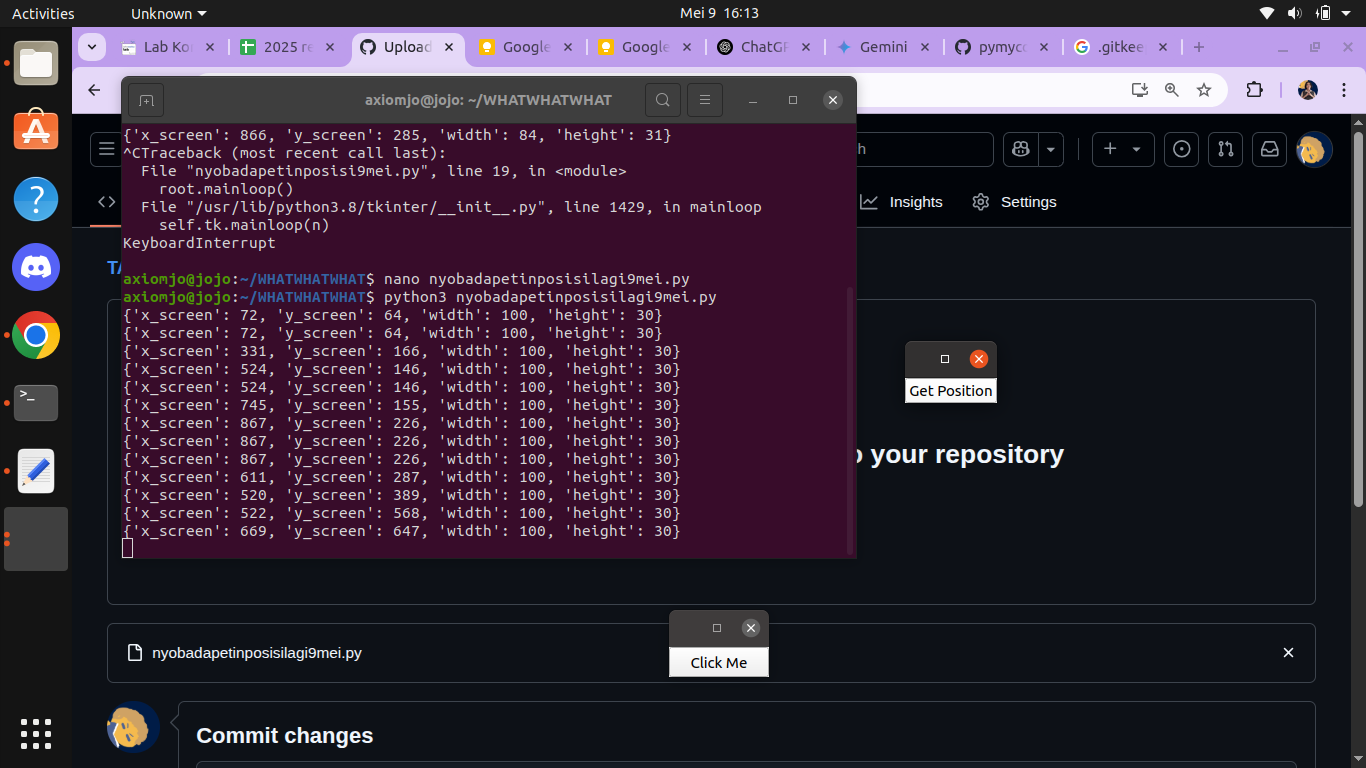 Activities
Unknown
Mei 9 16:13
Lab Ko
2025 re
Upload
Google
Google
ChatGP
Gemini
pymyco
.gitkee
axiomjo@jojo: ~/WHATWHATWHAT
{'x_screen': 866, 'y_screen': 285, 'width': 84, 'height': 31}
^CTraceback (most recent call last):
  File "nyobadapetinposisi9mei.py", line 19, in <module>
    root.mainloop()
  File "/usr/lib/python3.8/tkinter/__init__.py", line 1429, in mainloop
    self.tk.mainloop(n)
KeyboardInterrupt
axiomjo@jojo:~/WHATWHATWHAT$ nano nyobadapetinposisilagi9mei.py
axiomjo@jojo:~/WHATWHATWHAT$ python3 nyobadapetinposisilagi9mei.py
{'x_screen': 72, 'y_screen': 64, 'width': 100, 'height': 30}
{'x_screen': 72, 'y_screen': 64, 'width': 100, 'height': 30}
{'x_screen': 331, 'y_screen': 166, 'width': 100, 'height': 30}
{'x_screen': 524, 'y_screen': 146, 'width': 100, 'height': 30}
{'x_screen': 524, 'y_screen': 146, 'width': 100, 'height': 30}
{'x_screen': 745, 'y_screen': 155, 'width': 100, 'height': 30}
{'x_screen': 867, 'y_screen': 226, 'width': 100, 'height': 30}
{'x_screen': 867, 'y_screen': 226, 'width': 100, 'height': 30}
{'x_screen': 867, 'y_screen': 226, 'width': 100, 'height': 30}
{'x_screen': 611, 'y_screen': 287, 'width': 100, 'height': 30}
{'x_screen': 520, 'y_screen': 389, 'width': 100, 'height': 30}
{'x_screen': 522, 'y_screen': 568, 'width': 100, 'height': 30}
{'x_screen': 669, 'y_screen': 647, 'width': 100, 'height': 30}
h
Insights
Settings
Get Position
your repository
Click Me
nyobadapetinposisilagi9mei.py
Commit changes